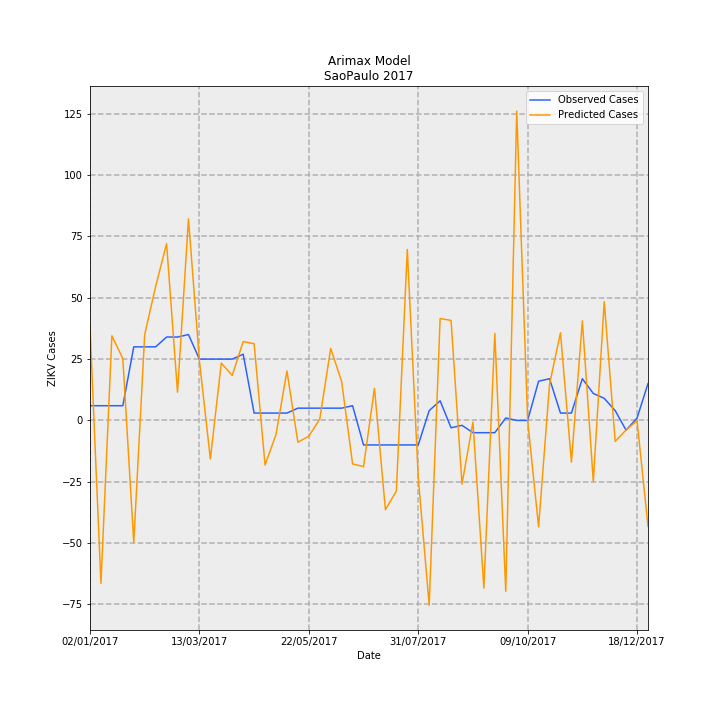 Arimax Model
SaoPaulo 2017
Observed Cases
Predicted Cases
ZIKV Cases
125
100
75
50
25
0
−25
−50
−75
02/01/2017 13/03/2017 22/05/2017 31/07/2017 09/10/2017 18/12/2017
Date